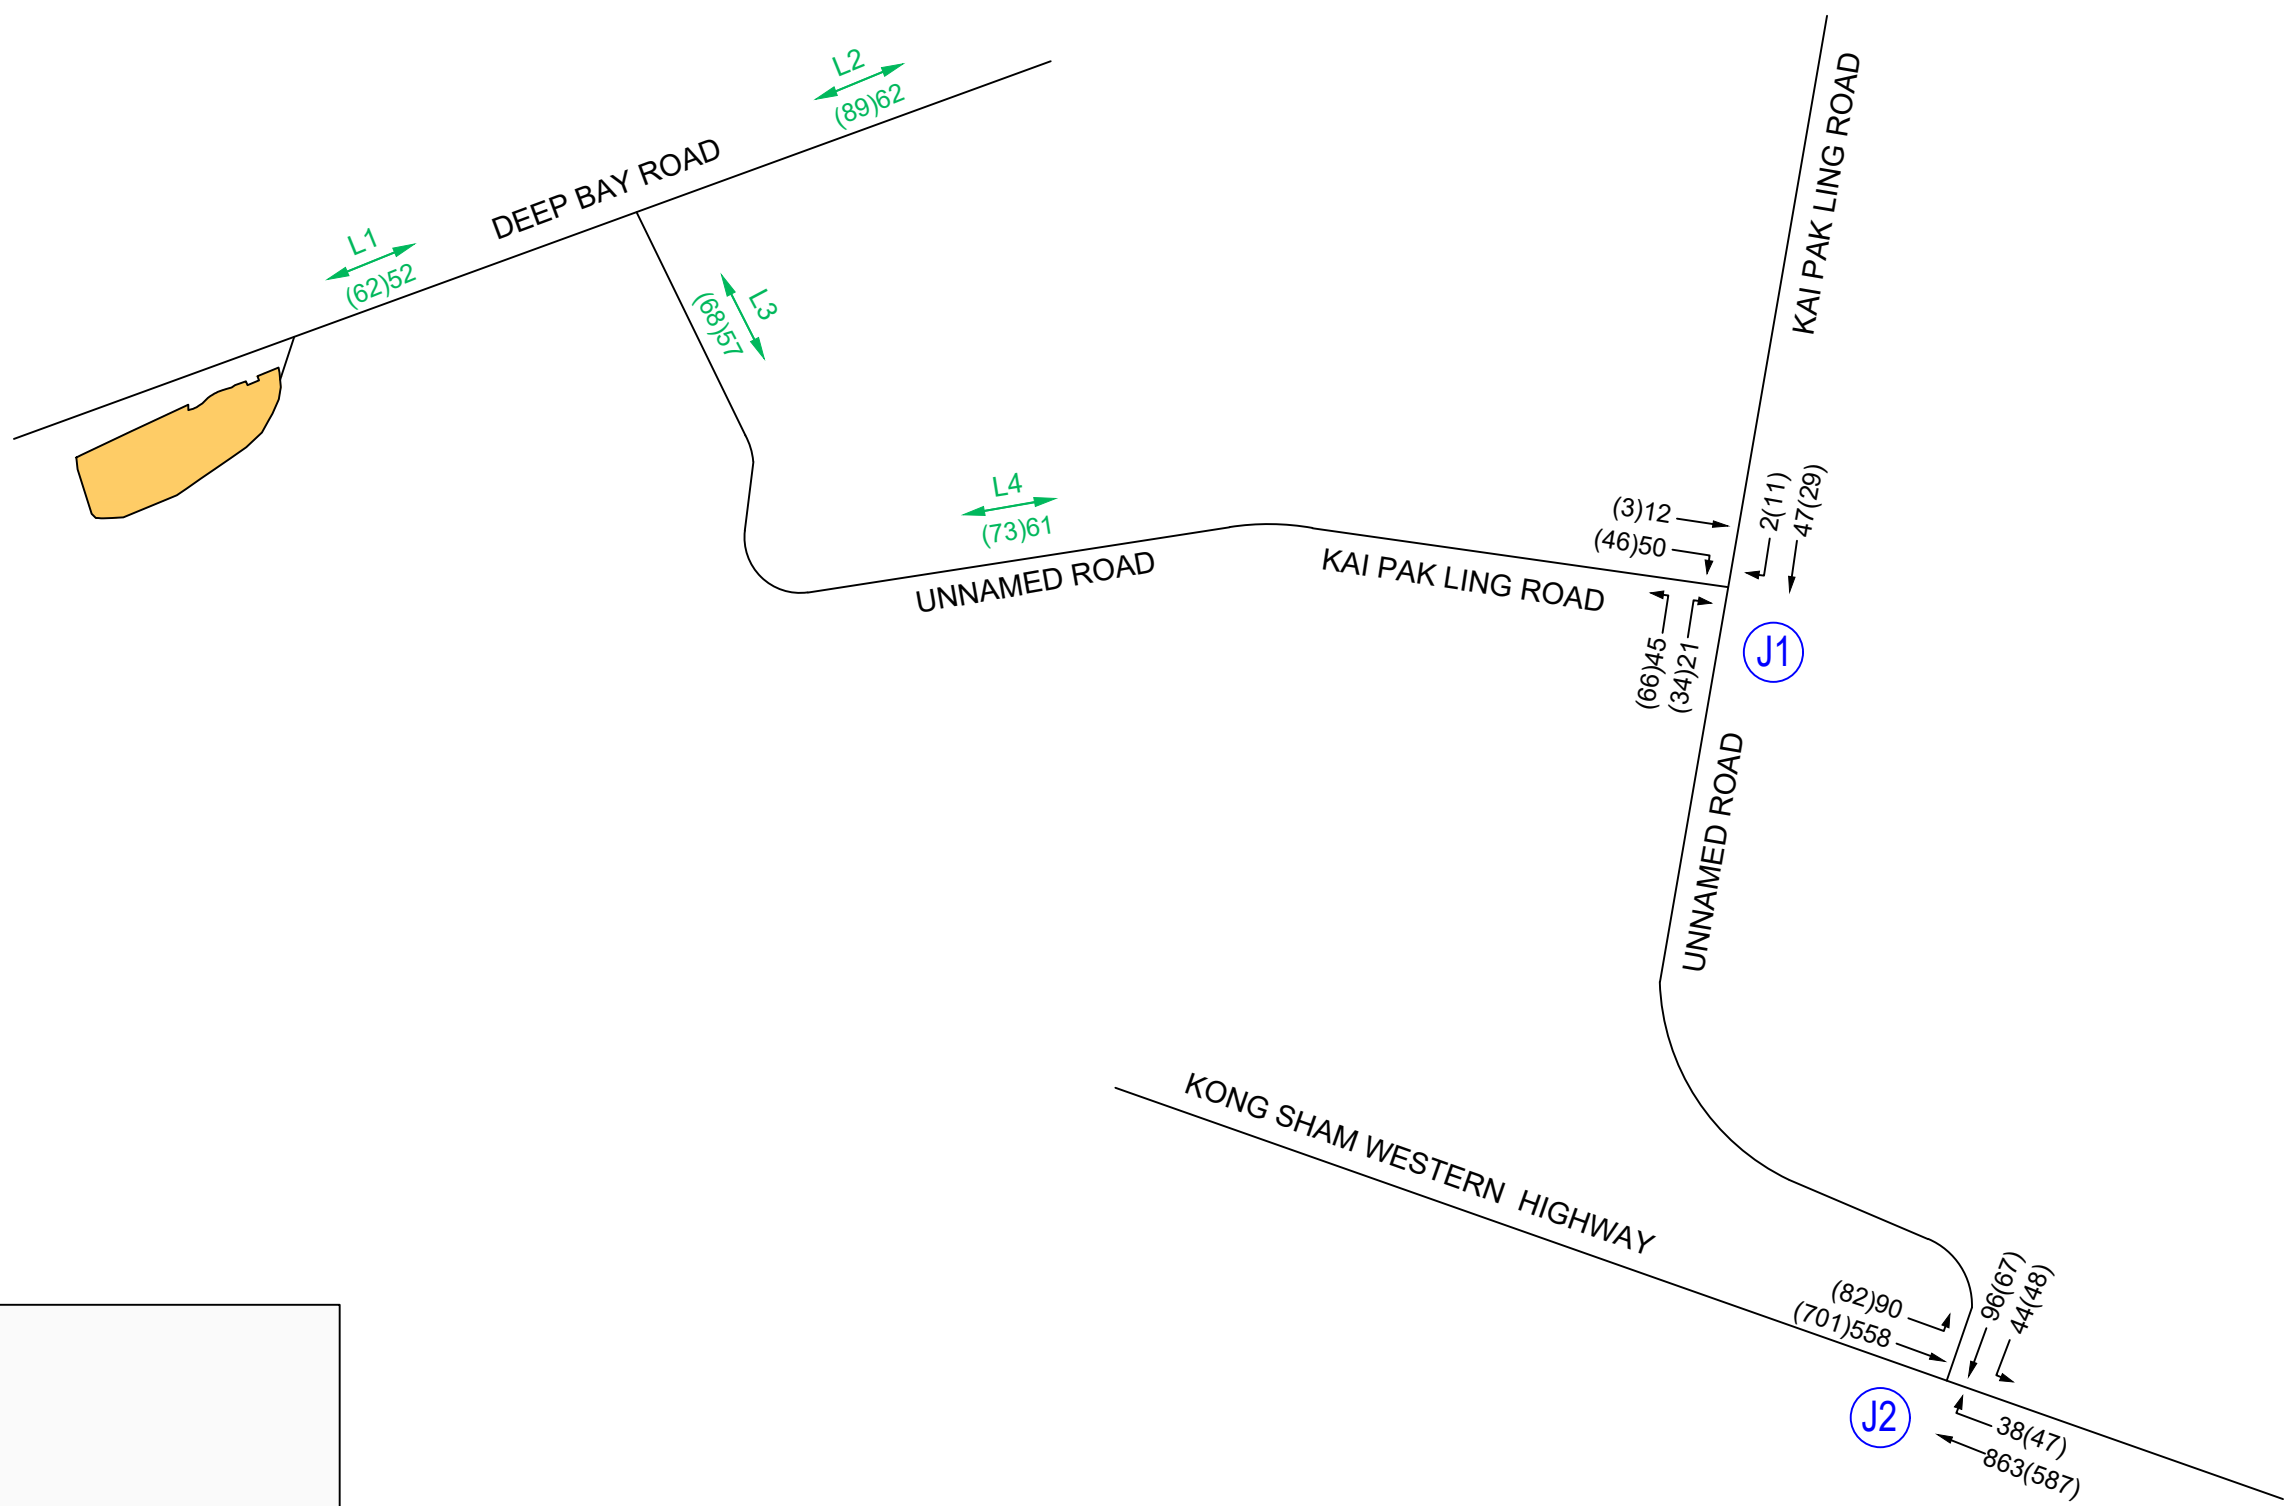 L2
(89)62
DEEP BAY ROAD
L1
(62)52
L3
(68)57
KAI PAK LING ROAD
L4
(73)61
UNNAMED ROAD
KAI PAK LING ROAD
(3)12
(46)50
2(11)
47(29)
(66)45
(34)21
J1
UNNAMED ROAD
KONG SHAM WESTERN HIGHWAY
(82)90
(701)558
96(67)
44(48)
J2
38(47)
863(587)